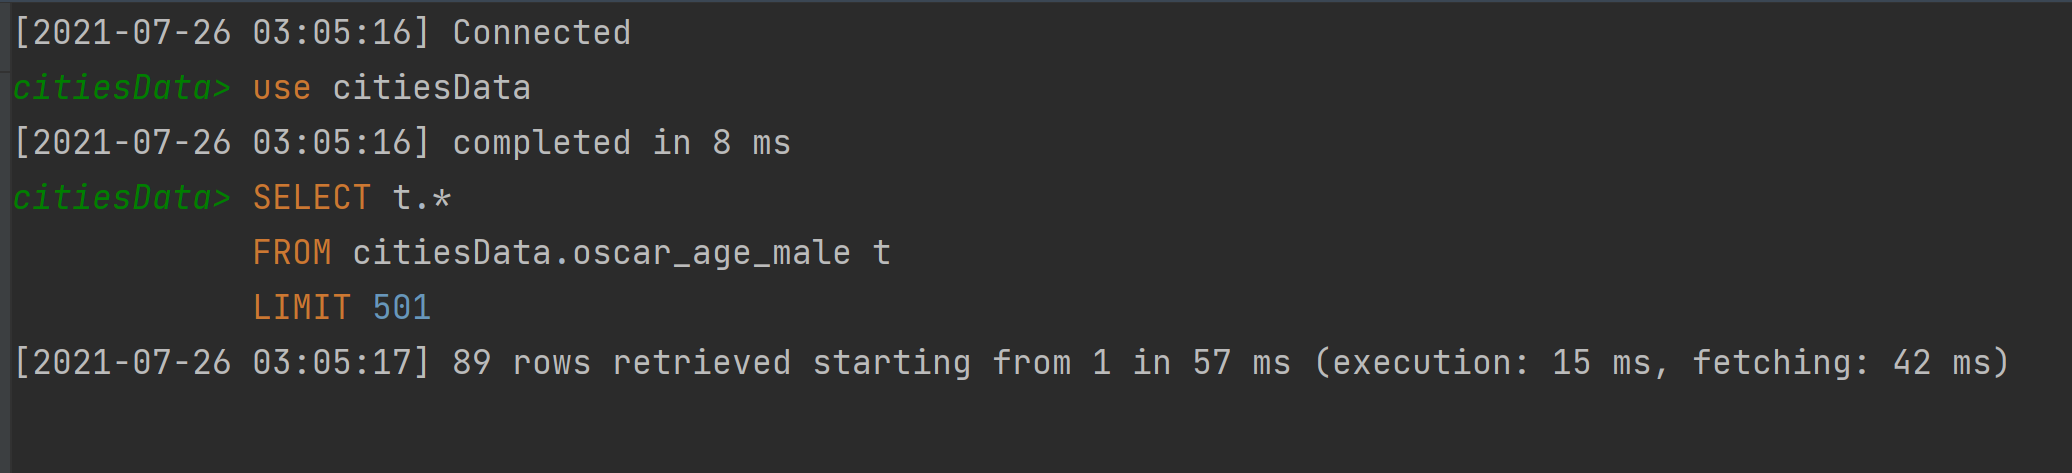 [2021-07-26 03:05:16] Connected
citiesData> use citiesData
[2021-07-26 03:05:16] completed in 8 ms
citiesData> SELECT t.*
FROM citiesData.oscar_age_male t
LIMIT 501
[2021-07-26 03:05:17] 89 rows retrieved starting from 1 in 57 ms (execution: 15 ms, fetching: 42 ms)